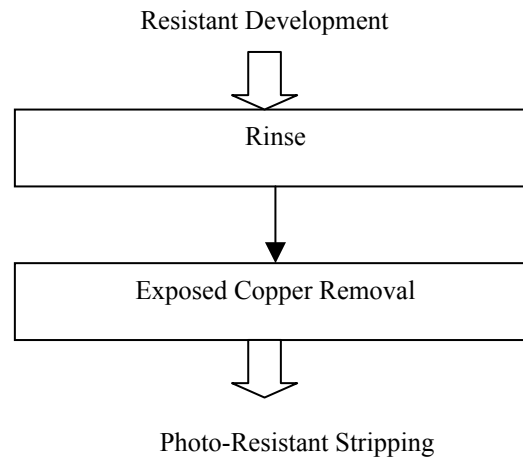 Resistant Development
Rinse
Exposed Copper Removal
Photo-Resistant Stripping